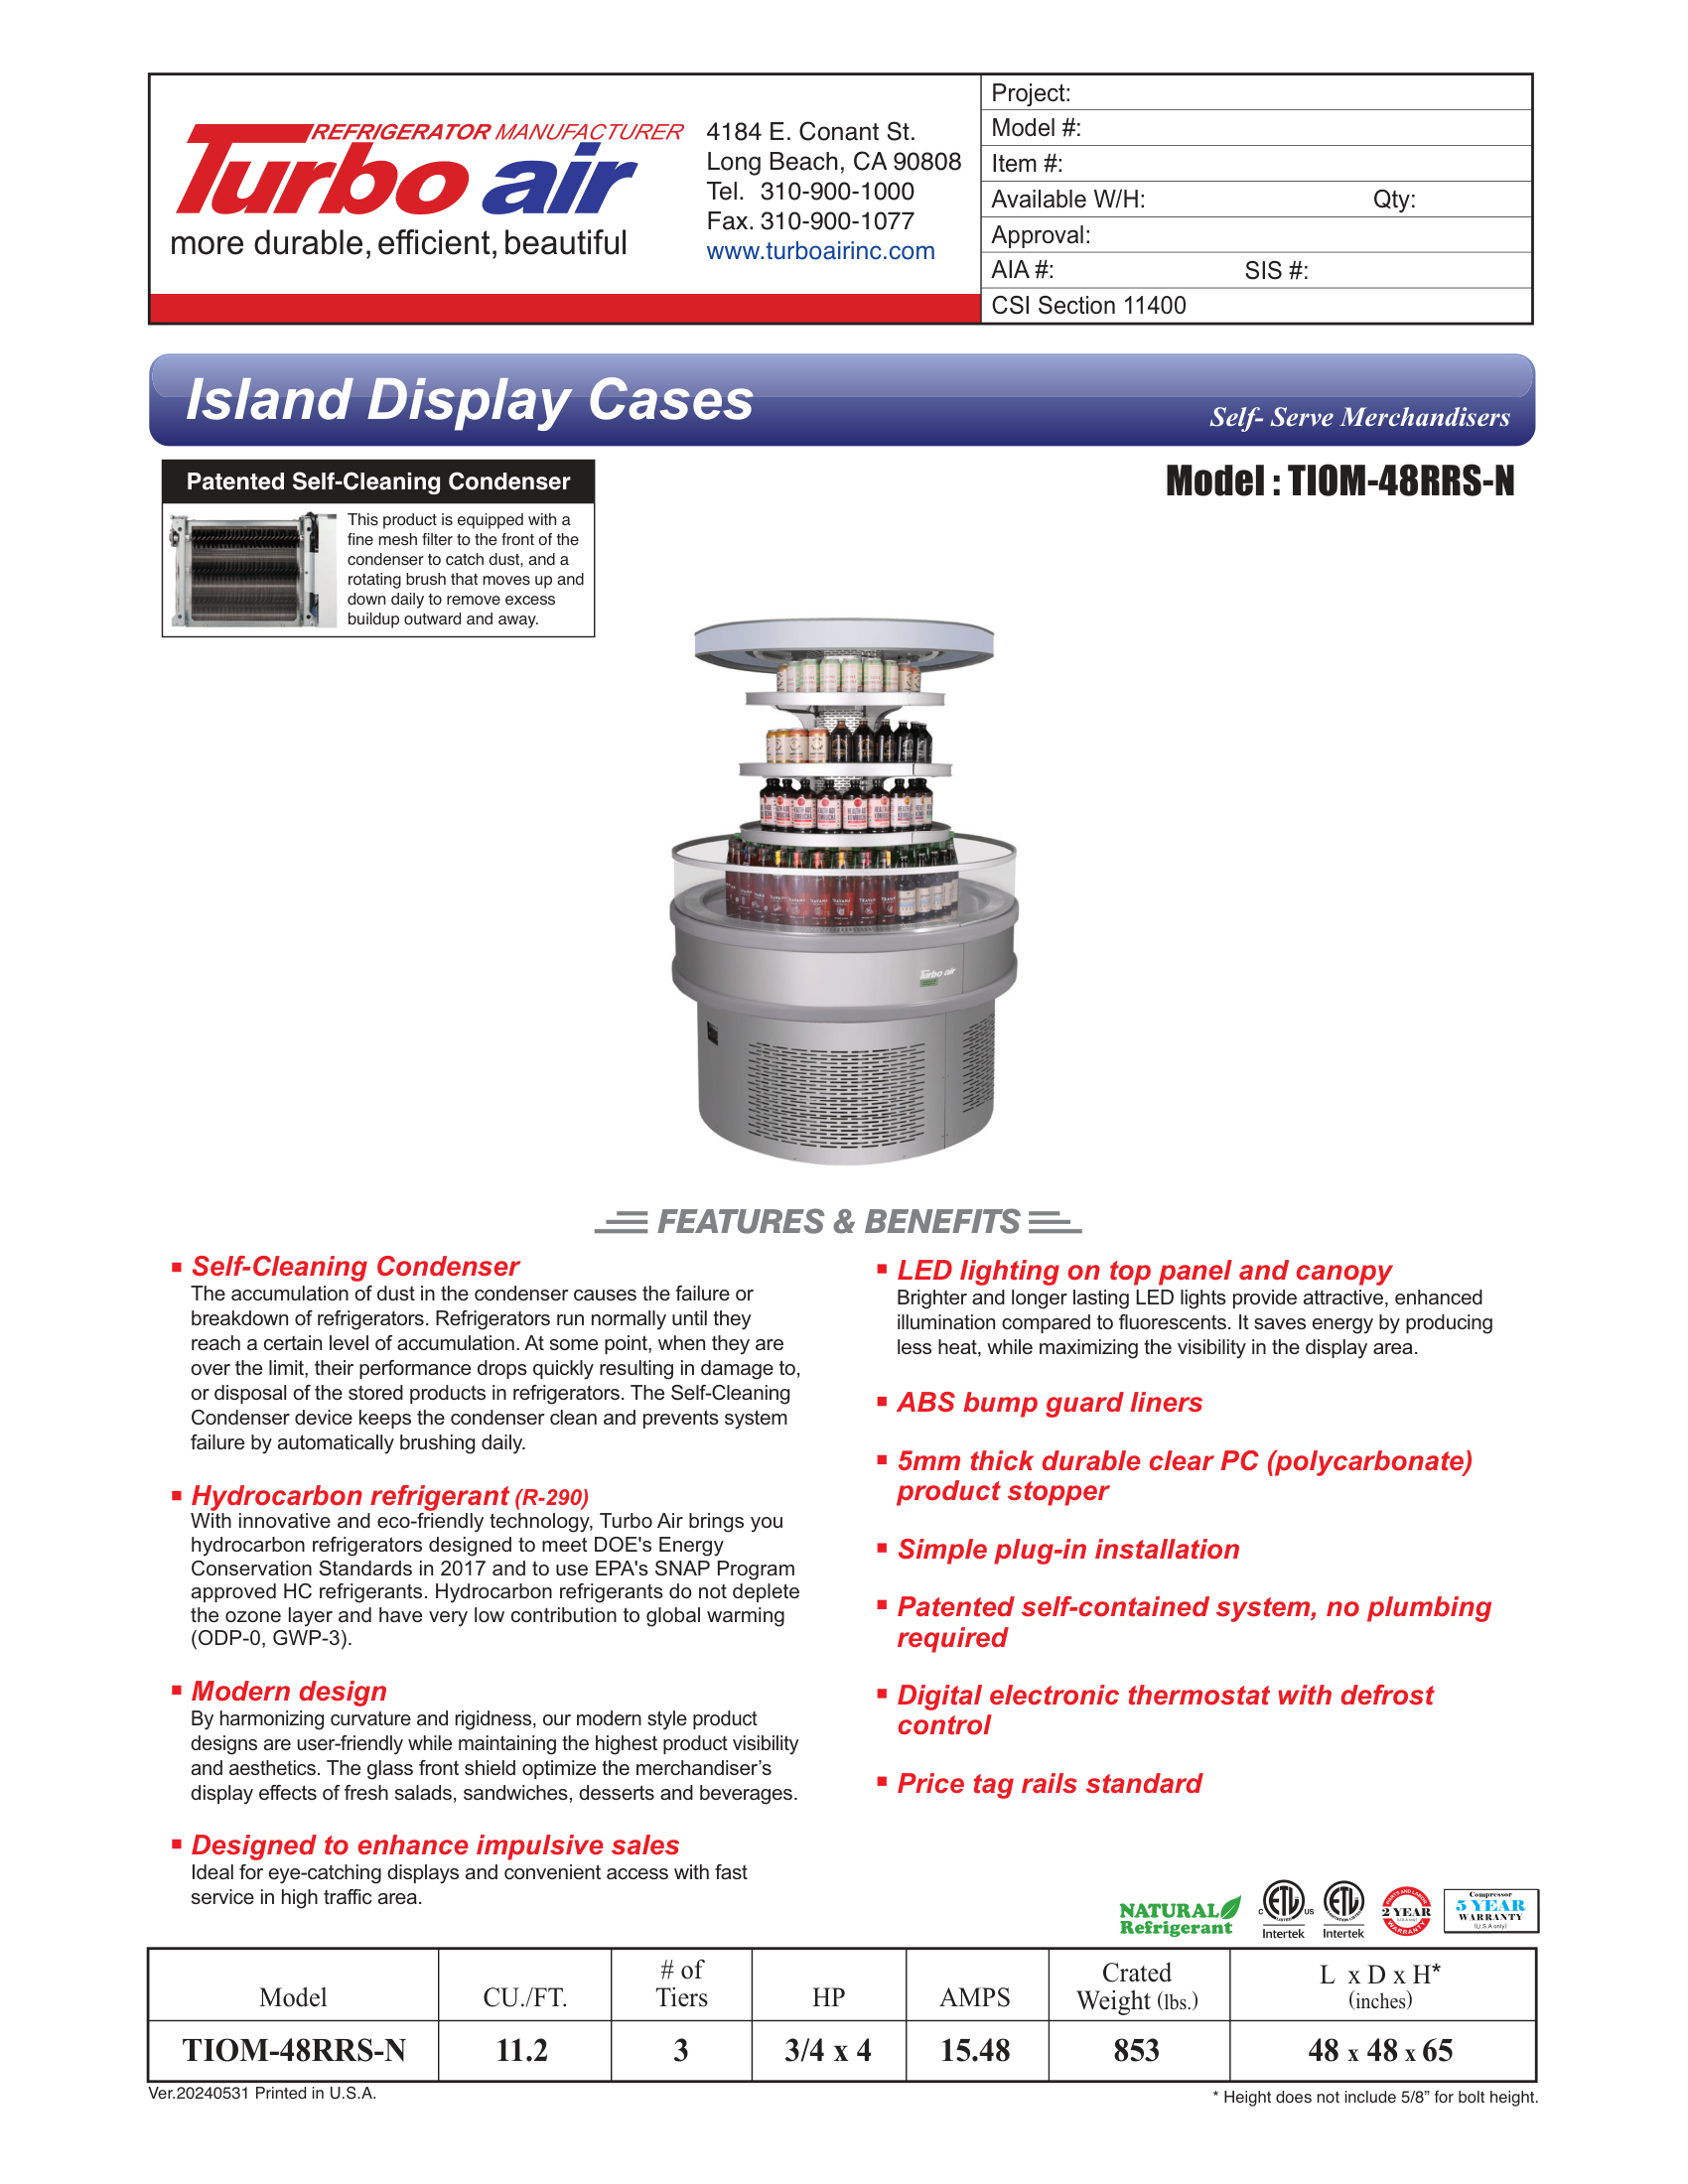 REFRIGERATOR MANUFACTURER
Turbo air
more durable, efficient, beautiful
4184 E. Conant St.
Long Beach, CA 90808
Tel. 310-900-1000
Fax. 310-900-1077
www.turboairinc.com
Project:
Model #:
Item #:
Available W/H: Qty:
Approval:
AIA #: SIS #:
CSI Section 11400
Island Display Cases
Self- Serve Merchandisers
Patented Self-Cleaning Condenser
This product is equipped with a
fine mesh filter to the front of the
condenser to catch dust, and a
rotating brush that moves up and
down daily to remove excess
buildup outward and away.
Model : TIOM-48RRS-N
Turbo air
FEATURES & BENEFITS
▪ Self-Cleaning Condenser
The accumulation of dust in the condenser causes the failure or
breakdown of refrigerators. Refrigerators run normally until they
reach a certain level of accumulation. At some point, when they are
over the limit, their performance drops quickly resulting in damage to,
or disposal of the stored products in refrigerators. The Self-Cleaning
Condenser device keeps the condenser clean and prevents system
failure by automatically brushing daily.
▪ Hydrocarbon refrigerant (R-290)
With innovative and eco-friendly technology, Turbo Air brings you
hydrocarbon refrigerators designed to meet DOE's Energy
Conservation Standards in 2017 and to use EPA's SNAP Program
approved HC refrigerants. Hydrocarbon refrigerants do not deplete
the ozone layer and have very low contribution to global warming
(ODP-0, GWP-3).
▪ Modern design
By harmonizing curvature and rigidness, our modern style product
designs are user-friendly while maintaining the highest product visibility
and aesthetics. The glass front shield optimize the merchandiser’s
display effects of fresh salads, sandwiches, desserts and beverages.
▪ Designed to enhance impulsive sales
Ideal for eye-catching displays and convenient access with fast
service in high traffic area.
▪ LED lighting on top panel and canopy
Brighter and longer lasting LED lights provide attractive, enhanced
illumination compared to fluorescents. It saves energy by producing
less heat, while maximizing the visibility in the display area.
▪ ABS bump guard liners
▪ 5mm thick durable clear PC (polycarbonate)
product stopper
▪ Simple plug-in installation
▪ Patented self-contained system, no plumbing
required
▪ Digital electronic thermostat with defrost
control
▪ Price tag rails standard
NATURAL
Refrigerant
C ETL US
LISTED
Intertek
ETL
Intertek
PARTS AND LABOR
2 YEAR
(U.S.A only)
WARRANTY
Compressor
5 YEAR
WARRANTY
(U.S.A only)
Model CU./FT. # of Tiers HP AMPS Crated Weight (lbs.) L x D x H* (inches)
TIOM-48RRS-N 11.2 3 3/4 x 4 15.48 853 48 x 48 x 65
Ver.20240531 Printed in U.S.A.
* Height does not include 5/8” for bolt height.